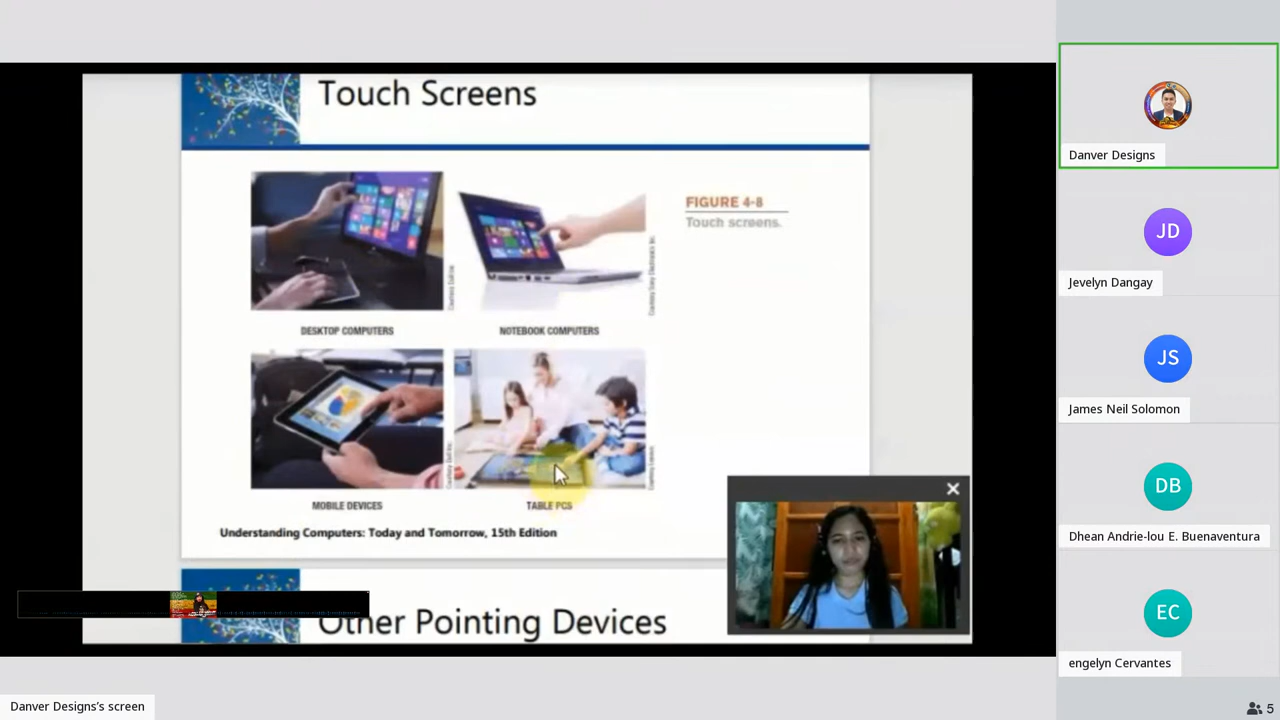 Touch Screens
FIGURE 4-8
Touch screens.
DESKTOP COMPUTERS
NOTEBOOK COMPUTERS
MOBILE DEVICES
TABLE PCS
Understanding Computers: Today and Tomorrow, 15th Edition
Other Pointing Devices
Danver Designs's screen
Danver Designs
JD
Jevelyn Dangay
JS
James Neil Solomon
DB
Dhean Andrie-lou E. Buenaventura
EC
engelyn Cervantes
5